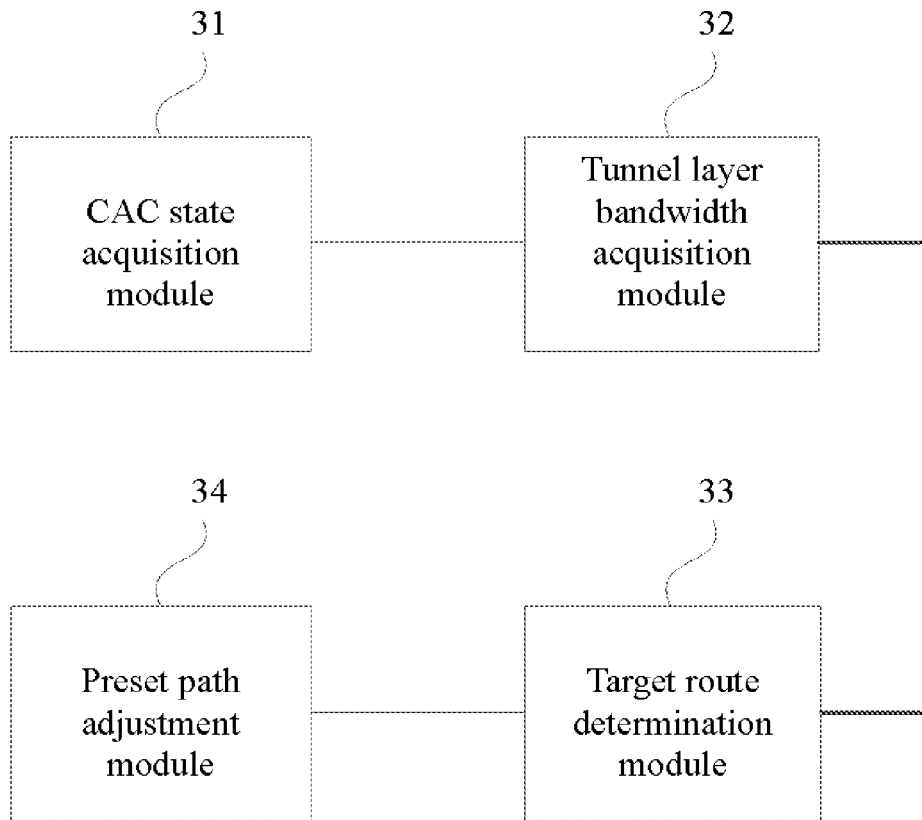 31
32
CAC state
acquisition
module
Tunnel layer
bandwidth
acquisition
module
34
33
Preset path
adjustment
module
Target route
determination
module